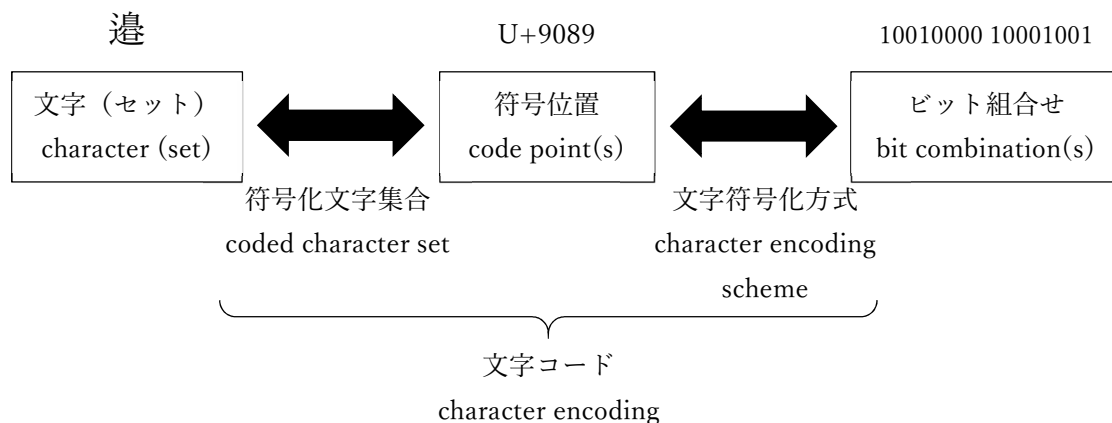 邉 U+9089 10010000 10001001
文字（セット）
character (set)
符号位置
code point(s)
ビット組合せ
bit combination(s)
符号化文字集合
coded character set
文字符号化方式
character encoding
scheme
文字コード
character encoding